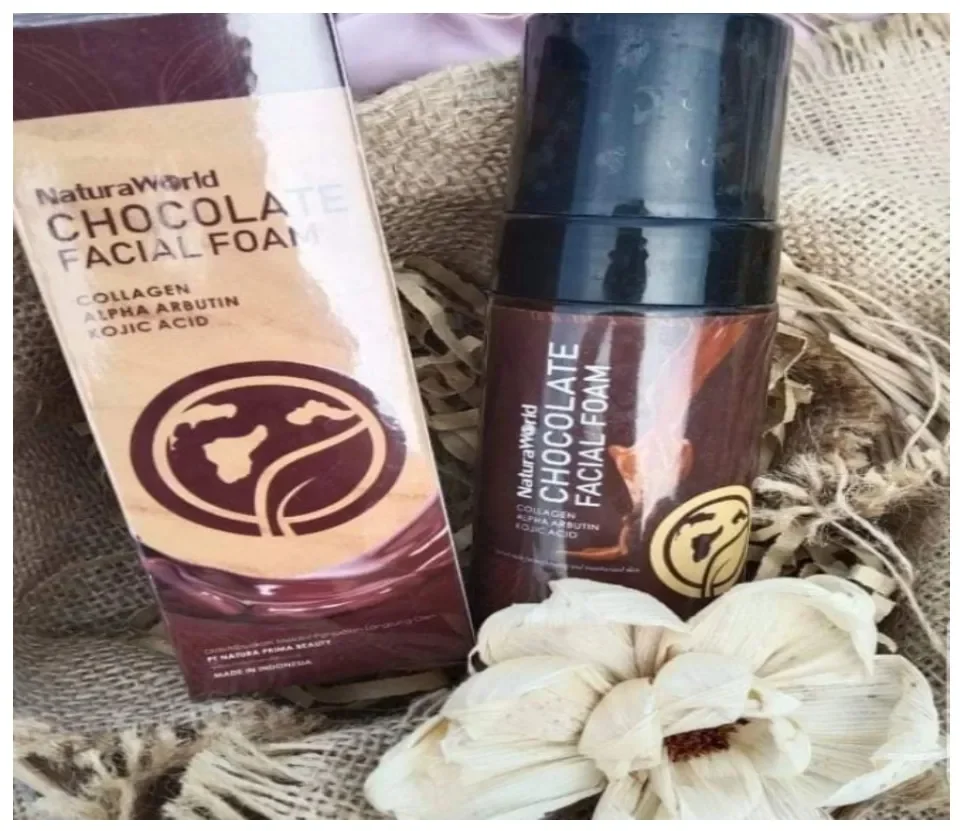 NaturaWorld
CHOCOLATE
FACIAL FOAM
COLLAGEN
ALPHA ARBUTIN
KOJIC ACID
PT NATURA PRIMA BEAUTY
MADE IN INDONESIA
NaturaWorld
CHOCOLATE
FACIAL FOAM
COLLAGEN
ALPHA ARBUTIN
KOJIC ACID